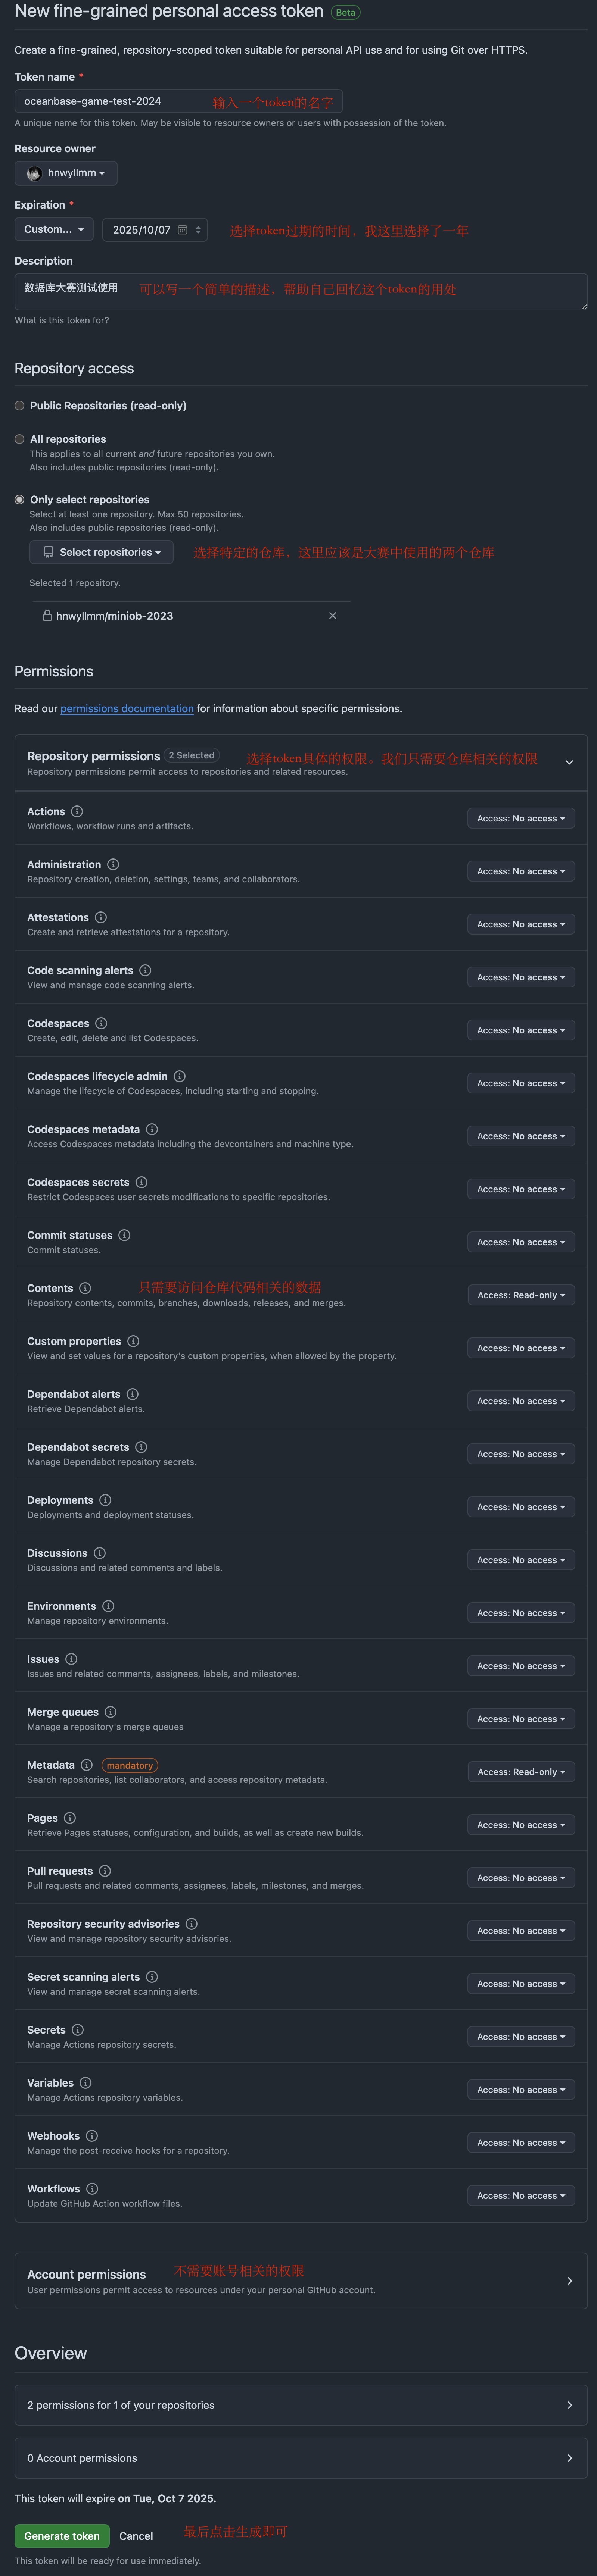 New fine-grained personal access token Beta
Create a fine-grained, repository-scoped token suitable for personal API use and for using Git over HTTPS.
Token name *
oceanbase-game-test-2024 输入一个token的名字
A unique name for this token. May be visible to resource owners or users with possession of the token.
Resource owner
hnwyllmm
Expiration *
Custom... 2025/10/07 选择token过期的时间，我这里选择了一年
Description
数据库大赛测试使用 可以写一个简单的描述，帮助自己回忆这个token的用处
What is this token for?
Repository access
Public Repositories (read-only)
All repositories
This applies to all current and future repositories you own.
Also includes public repositories (read-only).
Only select repositories
Select at least one repository. Max 50 repositories.
Also includes public repositories (read-only).
Select repositories 选择特定的仓库，这里应该是大赛中使用的两个仓库
Selected 1 repository.
hnwyllmm/miniob-2023
Permissions
Read our permissions documentation for information about specific permissions.
Repository permissions 2 Selected 选择token具体的权限。我们只需要仓库相关的权限
Repository permissions permit access to repositories and related resources.
Actions
Workflows, workflow runs and artifacts.
Access: No access
Administration
Repository creation, deletion, settings, teams, and collaborators.
Access: No access
Attestations
Create and retrieve attestations for a repository.
Access: No access
Code scanning alerts
View and manage code scanning alerts.
Access: No access
Codespaces
Create, edit, delete and list Codespaces.
Access: No access
Codespaces lifecycle admin
Manage the lifecycle of Codespaces, including starting and stopping.
Access: No access
Codespaces metadata
Access Codespaces metadata including the devcontainers and machine type.
Access: No access
Codespaces secrets
Restrict Codespaces user secrets modifications to specific repositories.
Access: No access
Commit statuses
Commit statuses.
Access: No access
Contents 只需要访问仓库代码相关的数据
Repository contents, commits, branches, downloads, releases, and merges.
Access: Read-only
Custom properties
View and set values for a repository's custom properties, when allowed by the property.
Access: No access
Dependabot alerts
Retrieve Dependabot alerts.
Access: No access
Dependabot secrets
Manage Dependabot repository secrets.
Access: No access
Deployments
Deployments and deployment statuses.
Access: No access
Discussions
Discussions and related comments and labels.
Access: No access
Environments
Manage repository environments.
Access: No access
Issues
Issues and related comments, assignees, labels, and milestones.
Access: No access
Merge queues
Manage a repository's merge queues
Access: No access
Metadata mandatory
Search repositories, list collaborators, and access repository metadata.
Access: Read-only
Pages
Retrieve Pages statuses, configuration, and builds, as well as create new builds.
Access: No access
Pull requests
Pull requests and related comments, assignees, labels, milestones, and merges.
Access: No access
Repository security advisories
View and manage repository security advisories.
Access: No access
Secret scanning alerts
View and manage secret scanning alerts.
Access: No access
Secrets
Manage Actions repository secrets.
Access: No access
Variables
Manage Actions repository variables.
Access: No access
Webhooks
Manage the post-receive hooks for a repository.
Access: No access
Workflows
Update GitHub Action workflow files.
Access: No access
Account permissions 不需要账号相关的权限
User permissions permit access to resources under your personal GitHub account.
Overview
2 permissions for 1 of your repositories
0 Account permissions
This token will expire on Tue, Oct 7 2025.
Generate token Cancel 最后点击生成即可
This token will be ready for use immediately.